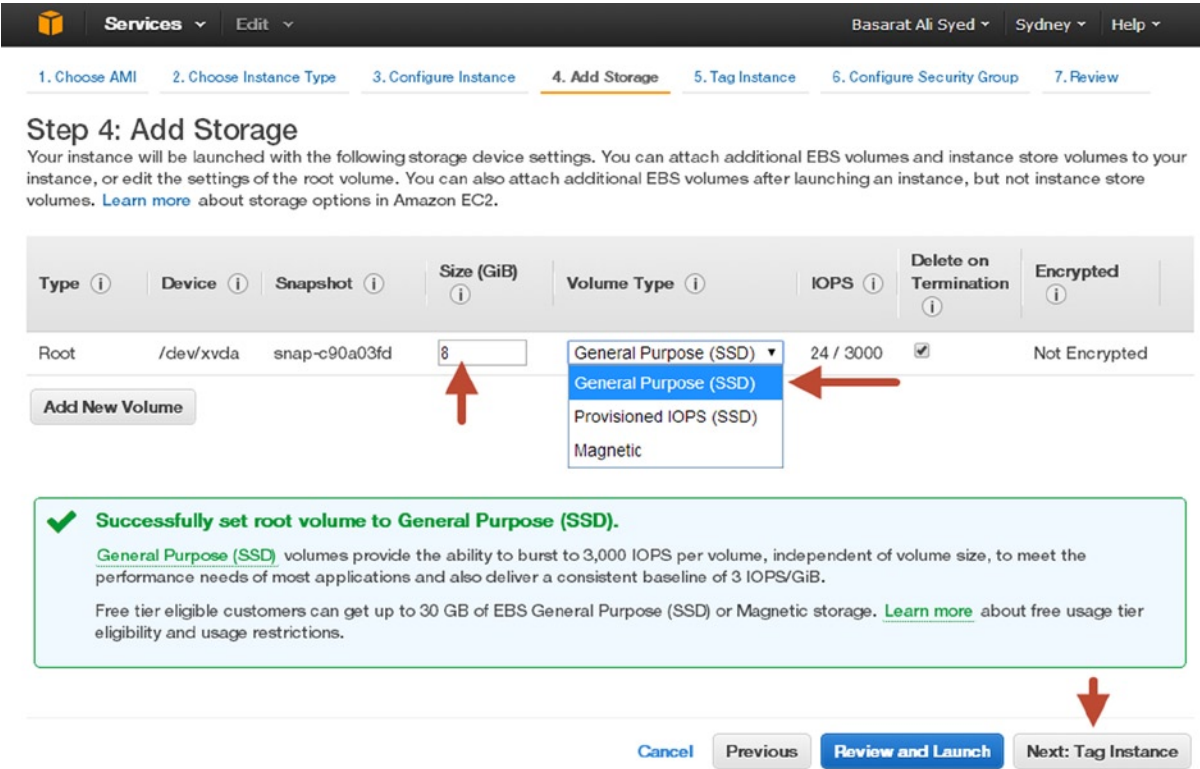 Services Edit Basarat Ali Syed Sydney Help
1. Choose AMI 2. Choose Instance Type 3. Configure Instance 4. Add Storage 5. Tag Instance 6. Configure Security Group 7. Review
Step 4: Add Storage
Your instance will be launched with the following storage device settings. You can attach additional EBS volumes and instance store volumes to your
instance, or edit the settings of the root volume. You can also attach additional EBS volumes after launching an instance, but not instance store
volumes. Learn more about storage options in Amazon EC2.
Type Device Snapshot Size (GiB) Volume Type IOPS Delete on Termination Encrypted
Root /dev/xvda snap-c90a03fd 8 General Purpose (SSD) 24 / 3000 Not Encrypted
General Purpose (SSD)
Provisioned IOPS (SSD)
Magnetic
Add New Volume
Successfully set root volume to General Purpose (SSD).
General Purpose (SSD) volumes provide the ability to burst to 3,000 IOPS per volume, independent of volume size, to meet the
performance needs of most applications and also deliver a consistent baseline of 3 IOPS/GiB.
Free tier eligible customers can get up to 30 GB of EBS General Purpose (SSD) or Magnetic storage. Learn more about free usage tier
eligibility and usage restrictions.
Cancel Previous Review and Launch Next: Tag Instance